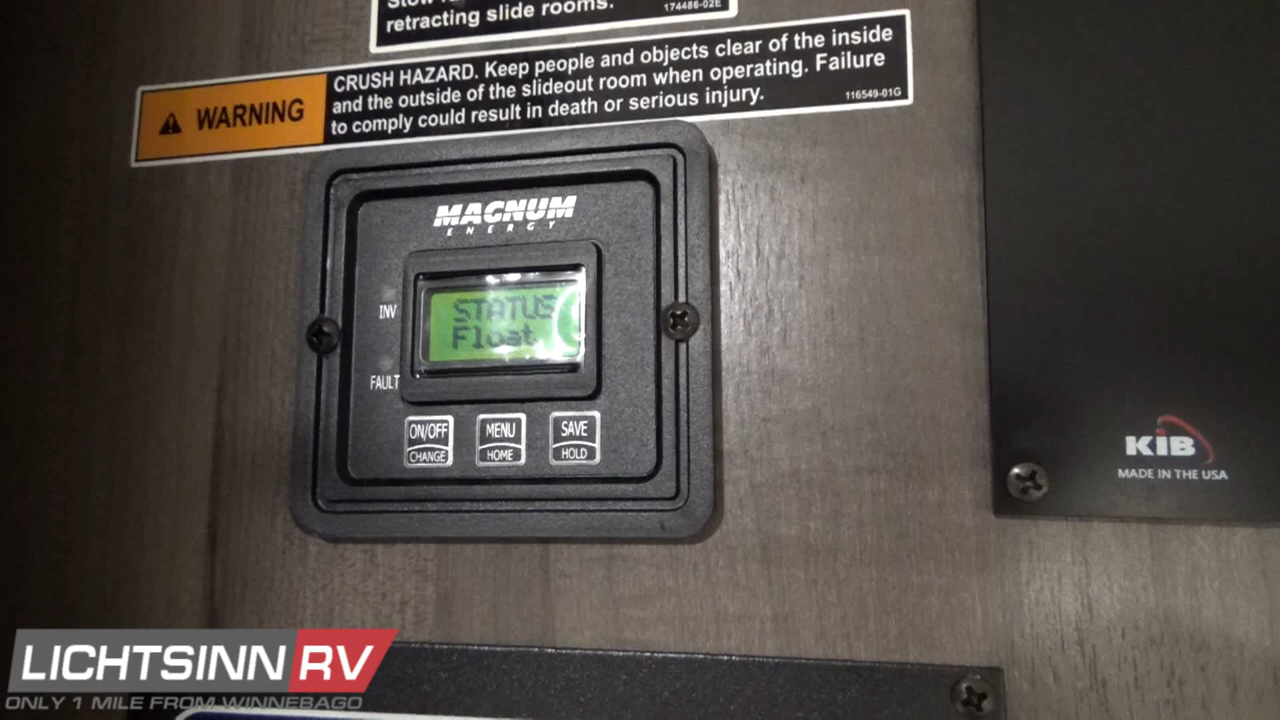 retracting slide rooms.
174486-02E
WARNING
CRUSH HAZARD. Keep people and objects clear of the inside
and the outside of the slideout room when operating. Failure
to comply could result in death or serious injury.
116549-01G
MAGNUM
ENERGY
INV
STATUS
Float
FAULT
ON/OFF
CHANGE
MENU
HOME
SAVE
HOLD
KIB
MADE IN THE USA
LICHTSINN RV
ONLY 1 MILE FROM WINNEBAGO